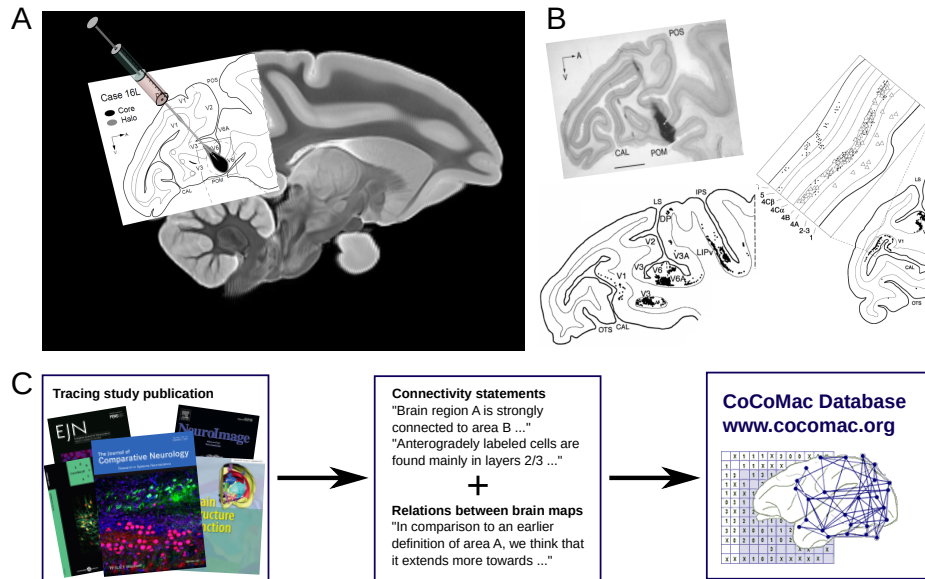 A
Case 16L
Core
Halo
A
V
POS
V1
V2
V1
V6A
V3
V6
V6
V3
POM
CAL
B
POS
A
V
CAL
POM
5
4Cβ
4Cα
4B
4A
2-3
1
LS
IPS
DP
V2
V3A
LIPv
V3
V6
V6A
V1
V3
OTS
CAL
LS
V1
CAL
OTS
C
Tracing study publication
EJN
NeuroImage
The Journal of
Comparative Neurology
Connectivity statements
"Brain region A is strongly
connected to area B ..."
"Anterogradely labeled cells are
found mainly in layers 2/3 ..."
+
Relations between brain maps
"In comparison to an earlier
definition of area A, we think that
it extends more towards ..."
CoCoMac Database
www.cocomac.org